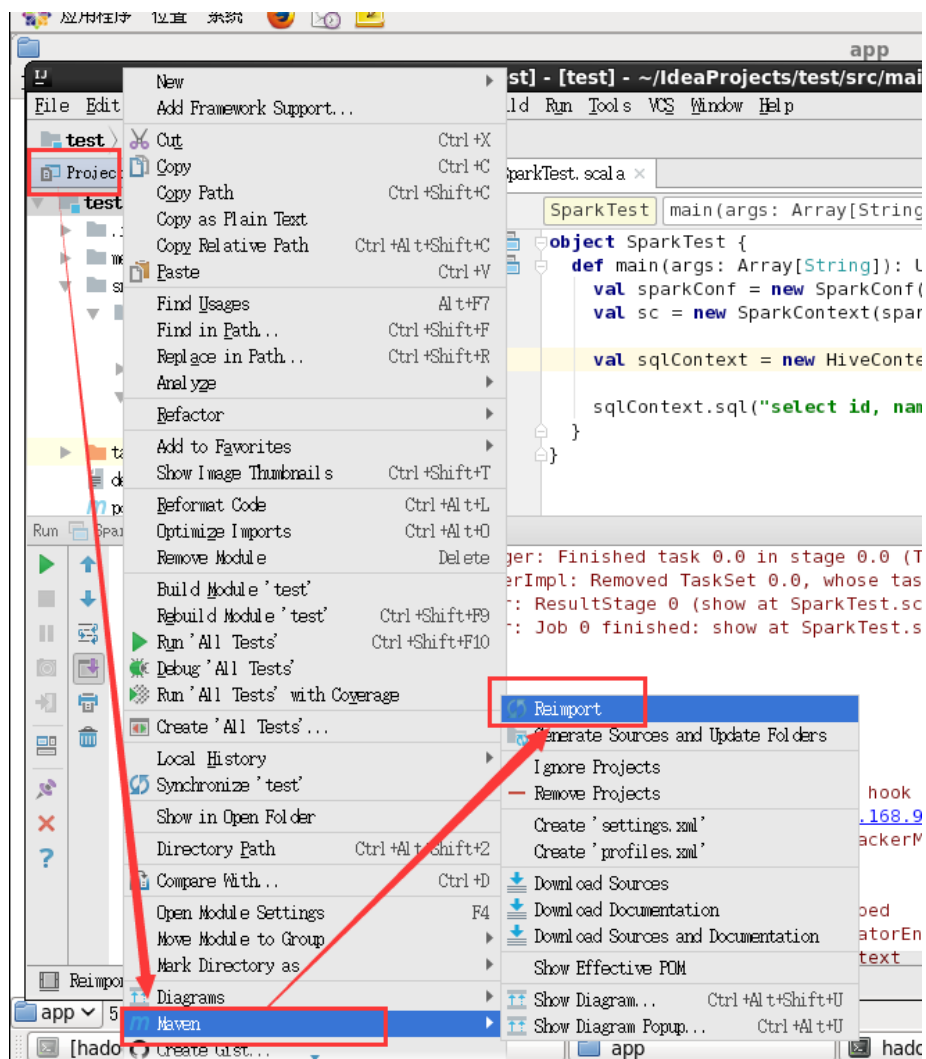 应用程序 位置 系统
app
st] - [test] - ~/IdeaProjects/test/src/mai
File Edit ild Run Tools VCS Window Help
test
Project
SparkTest.scala ×
test
SparkTest main(args: Array[String
object SparkTest {
def main(args: Array[String]): U
val sparkConf = new SparkConf(
val sc = new SparkContext(spar
val sqlContext = new HiveConte
sqlContext.sql("select id, nam
}
}
New
Add Framework Support...
Cut Ctrl+X
Copy Ctrl+C
Copy Path Ctrl+Shift+C
Copy as Plain Text
Copy Relative Path Ctrl+Alt+Shift+C
Paste Ctrl+V
Find Usages Alt+F7
Find in Path... Ctrl+Shift+F
Replace in Path... Ctrl+Shift+R
Analyze
Refactor
Add to Favorites
Show Image Thumbnails Ctrl+Shift+T
Reformat Code Ctrl+Alt+L
Optimize Imports Ctrl+Alt+O
Remove Module Delete
Build Module 'test'
Rebuild Module 'test' Ctrl+Shift+F9
Run 'All Tests' Ctrl+Shift+F10
Debug 'All Tests'
Run 'All Tests' with Coverage
Create 'All Tests'...
Local History
Synchronize 'test'
Show in Open Folder
Directory Path Ctrl+Alt+Shift+2
Compare With... Ctrl+D
Open Module Settings F4
Move Module to Group
Mark Directory as
Diagrams
Maven
Create Gist...
Run Spar
ger: Finished task 0.0 in stage 0.0 (T
erImpl: Removed TaskSet 0.0, whose tas
r: ResultStage 0 (show at SparkTest.sc
r: Job 0 finished: show at SparkTest.s
Reimport
Generate Sources and Update Folders
Ignore Projects
Remove Projects
Create 'settings.xml'
Create 'profiles.xml'
Download Sources
Download Documentation
Download Sources and Documentation
Show Effective POM
Show Diagram... Ctrl+Alt+Shift+U
Show Diagram Popup... Ctrl+Alt+U
hook
.168.9
ackerM
ped
atorEn
text
Reimpor
app 5
[hado app hado